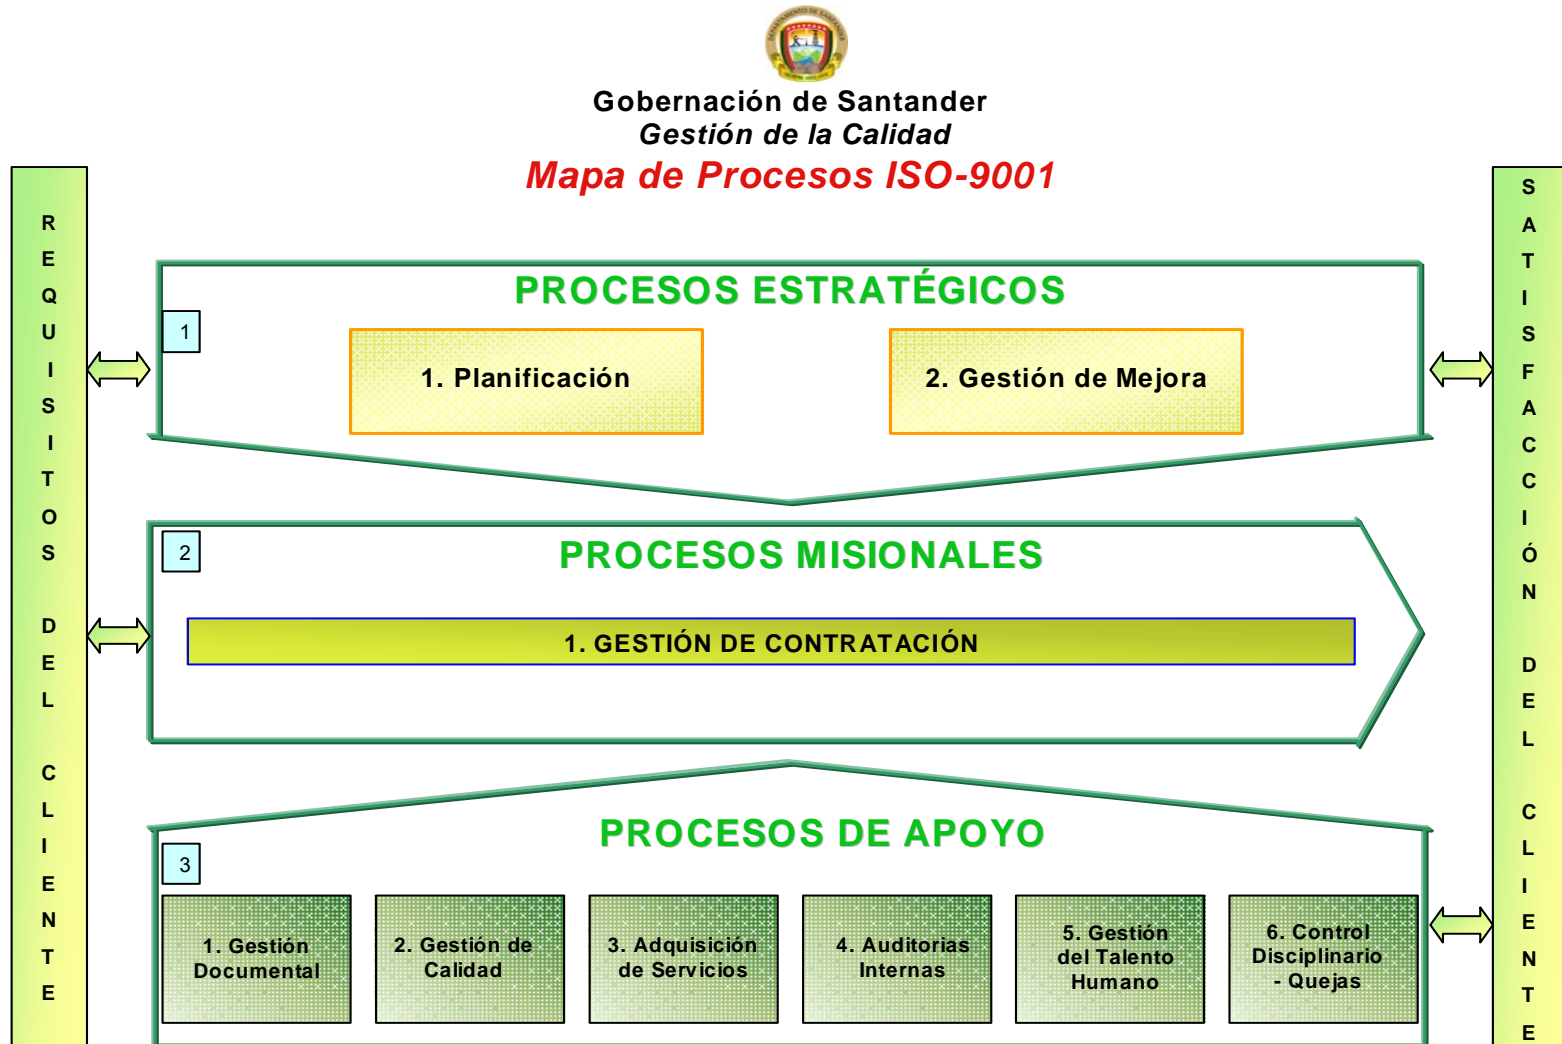 DEPARTAMENTO DE SANTANDER
Gobernación de Santander
Gestión de la Calidad
Mapa de Procesos ISO-9001
REQUISITOS DEL CLIENTE
PROCESOS ESTRATÉGICOS
1
1. Planificación
2. Gestión de Mejora
2
PROCESOS MISIONALES
1. GESTIÓN DE CONTRATACIÓN
PROCESOS DE APOYO
3
1. Gestión
Documental
2. Gestión de
Calidad
3. Adquisición
de Servicios
4. Auditorias
Internas
5. Gestión
del Talento
Humano
6. Control
Disciplinario
- Quejas
SATISFACCIÓN DEL CLIENTE